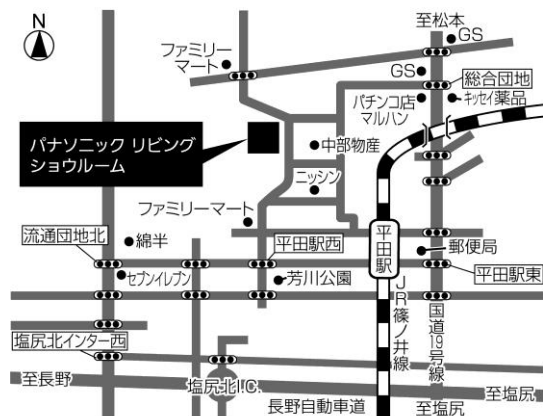 N
至松本
GS
ファミリー
マート
GS
総合団地
パチンコ店
マルハン
キッセイ薬品
パナソニック リビング
ショウルーム
中部物産
ニッシン
ファミリーマート
流通団地北
綿半
平田駅西
平田駅
郵便局
セブンイレブン
芳川公園
平田駅東
JR篠ノ井線
国道19号線
塩尻北インター西
至長野
塩尻北I.C.
長野自動車道
至塩尻
至塩尻